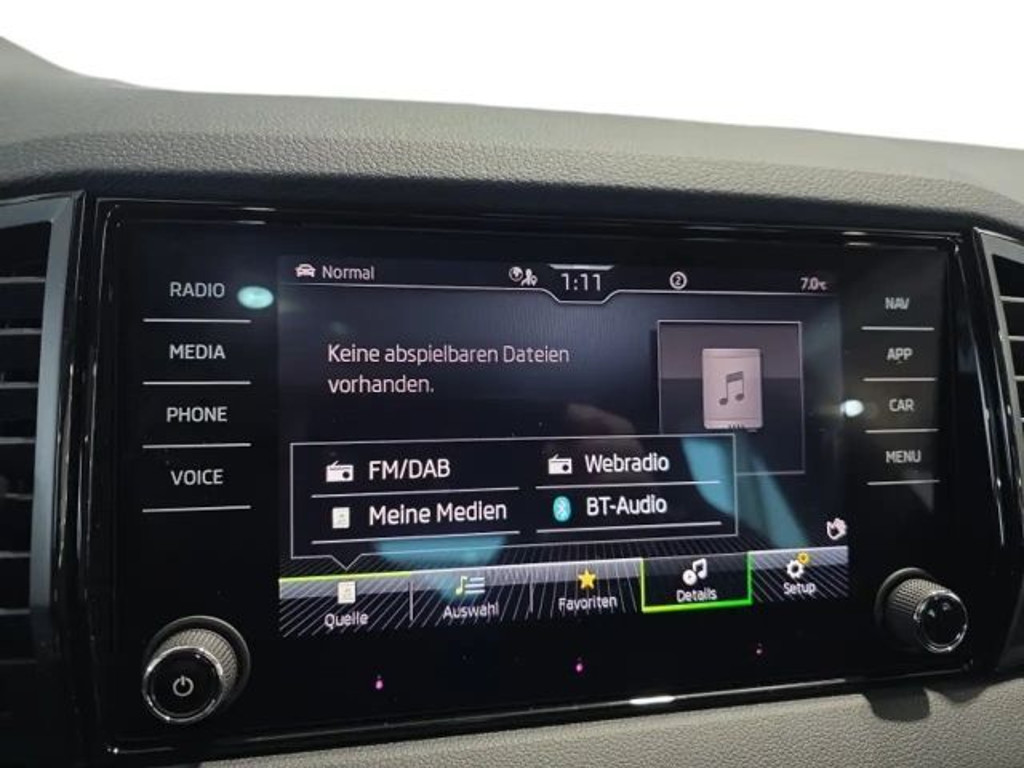 RADIO
MEDIA
PHONE
VOICE
Normal
1:11
2
7.0°C
Keine abspielbaren Dateien
vorhanden.
FM/DAB
Webradio
Meine Medien
BT-Audio
Quelle
Auswahl
Favoriten
Details
Setup
NAV
APP
CAR
MENU